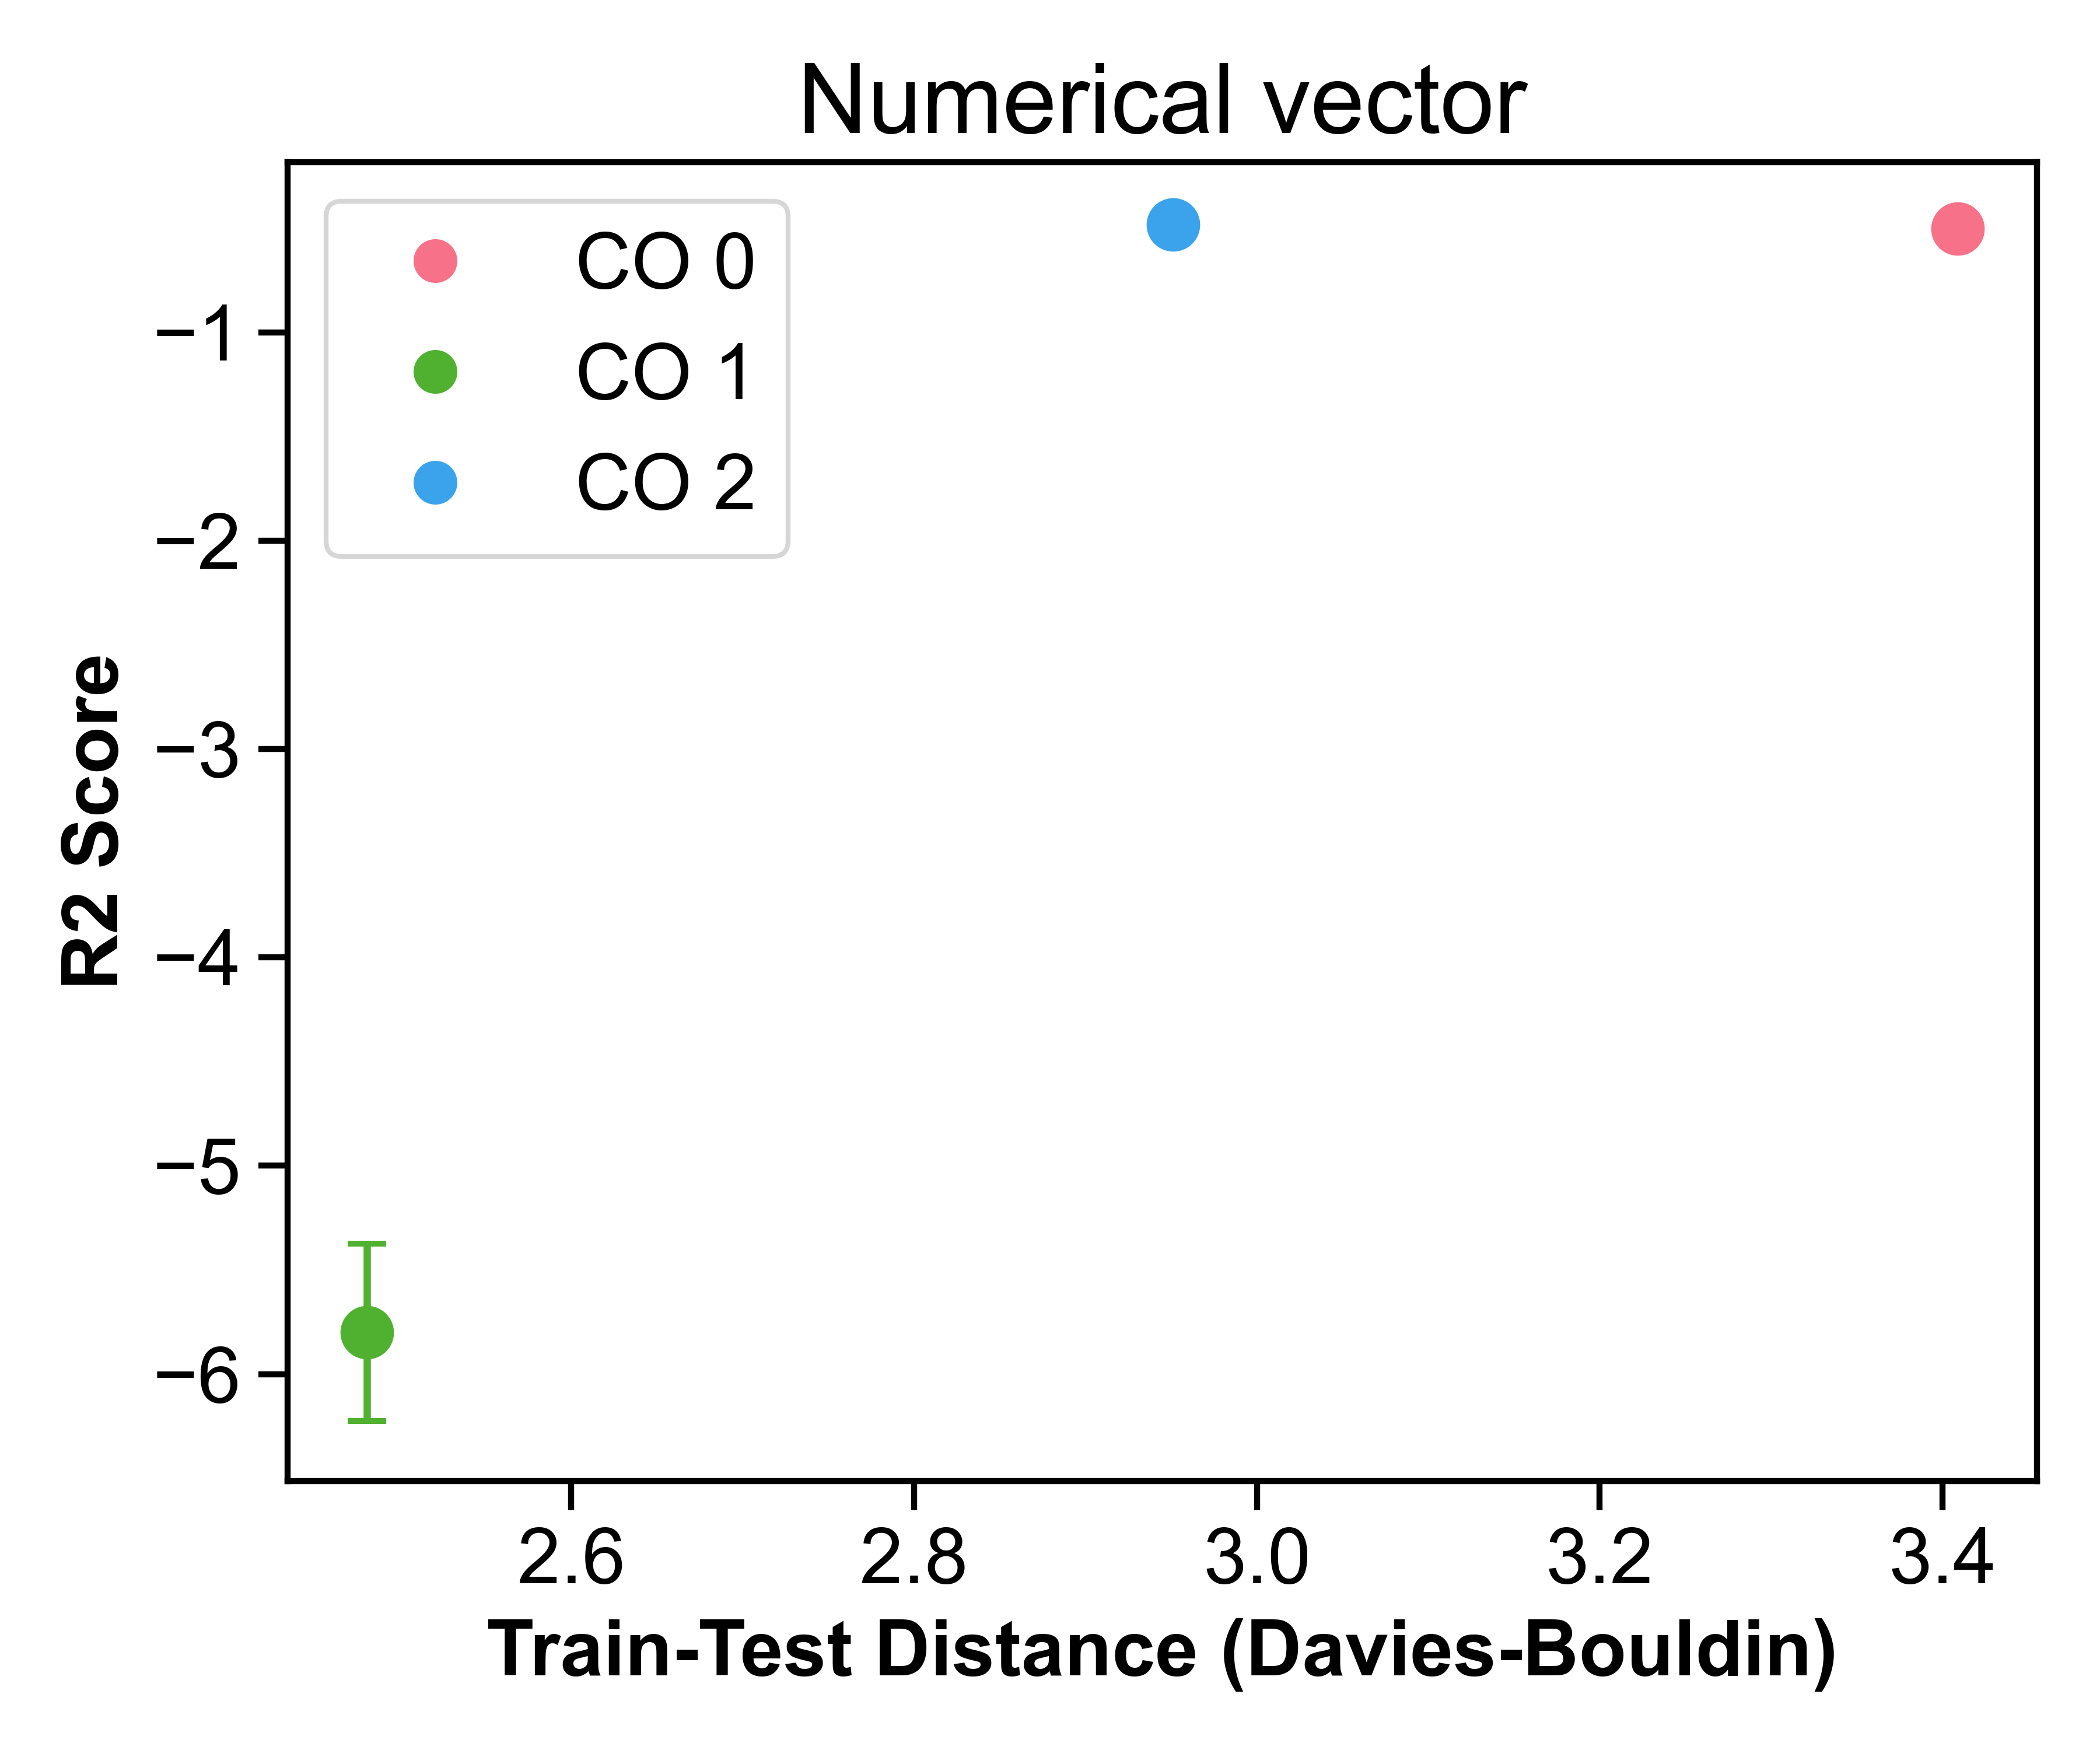 Numerical vector
CO 0
CO 1
CO 2
R2 Score
−1
−2
−3
−4
−5
−6
2.6 2.8 3.0 3.2 3.4
Train-Test Distance (Davies-Bouldin)